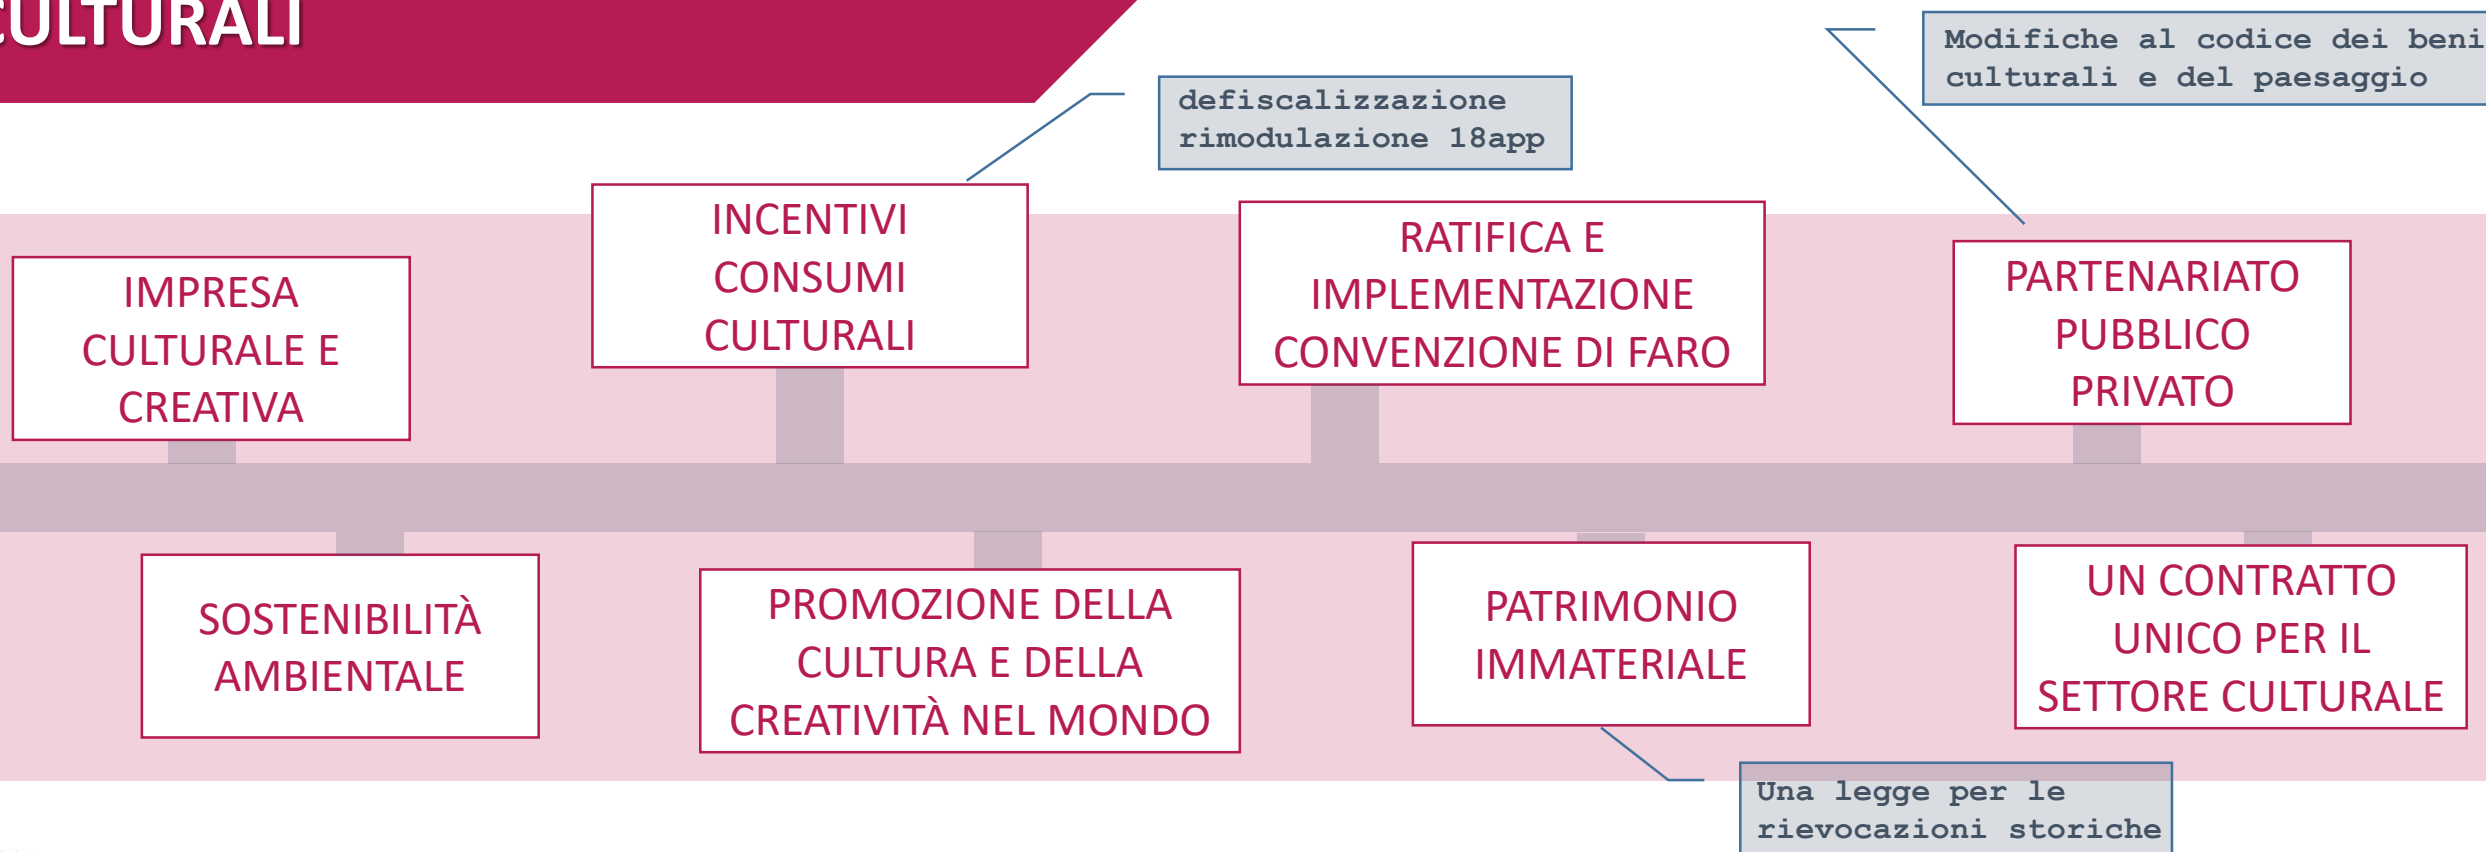 CULTURALI
Modifiche al codice dei beni
culturali e del paesaggio
defiscalizzazione
rimodulazione 18app
IMPRESA
CULTURALE E
CREATIVA
INCENTIVI
CONSUMI
CULTURALI
RATIFICA E
IMPLEMENTAZIONE
CONVENZIONE DI FARO
PARTENARIATO
PUBBLICO
PRIVATO
SOSTENIBILITÀ
AMBIENTALE
PROMOZIONE DELLA
CULTURA E DELLA
CREATIVITÀ NEL MONDO
PATRIMONIO
IMMATERIALE
UN CONTRATTO
UNICO PER IL
SETTORE CULTURALE
Una legge per le
rievocazioni storiche